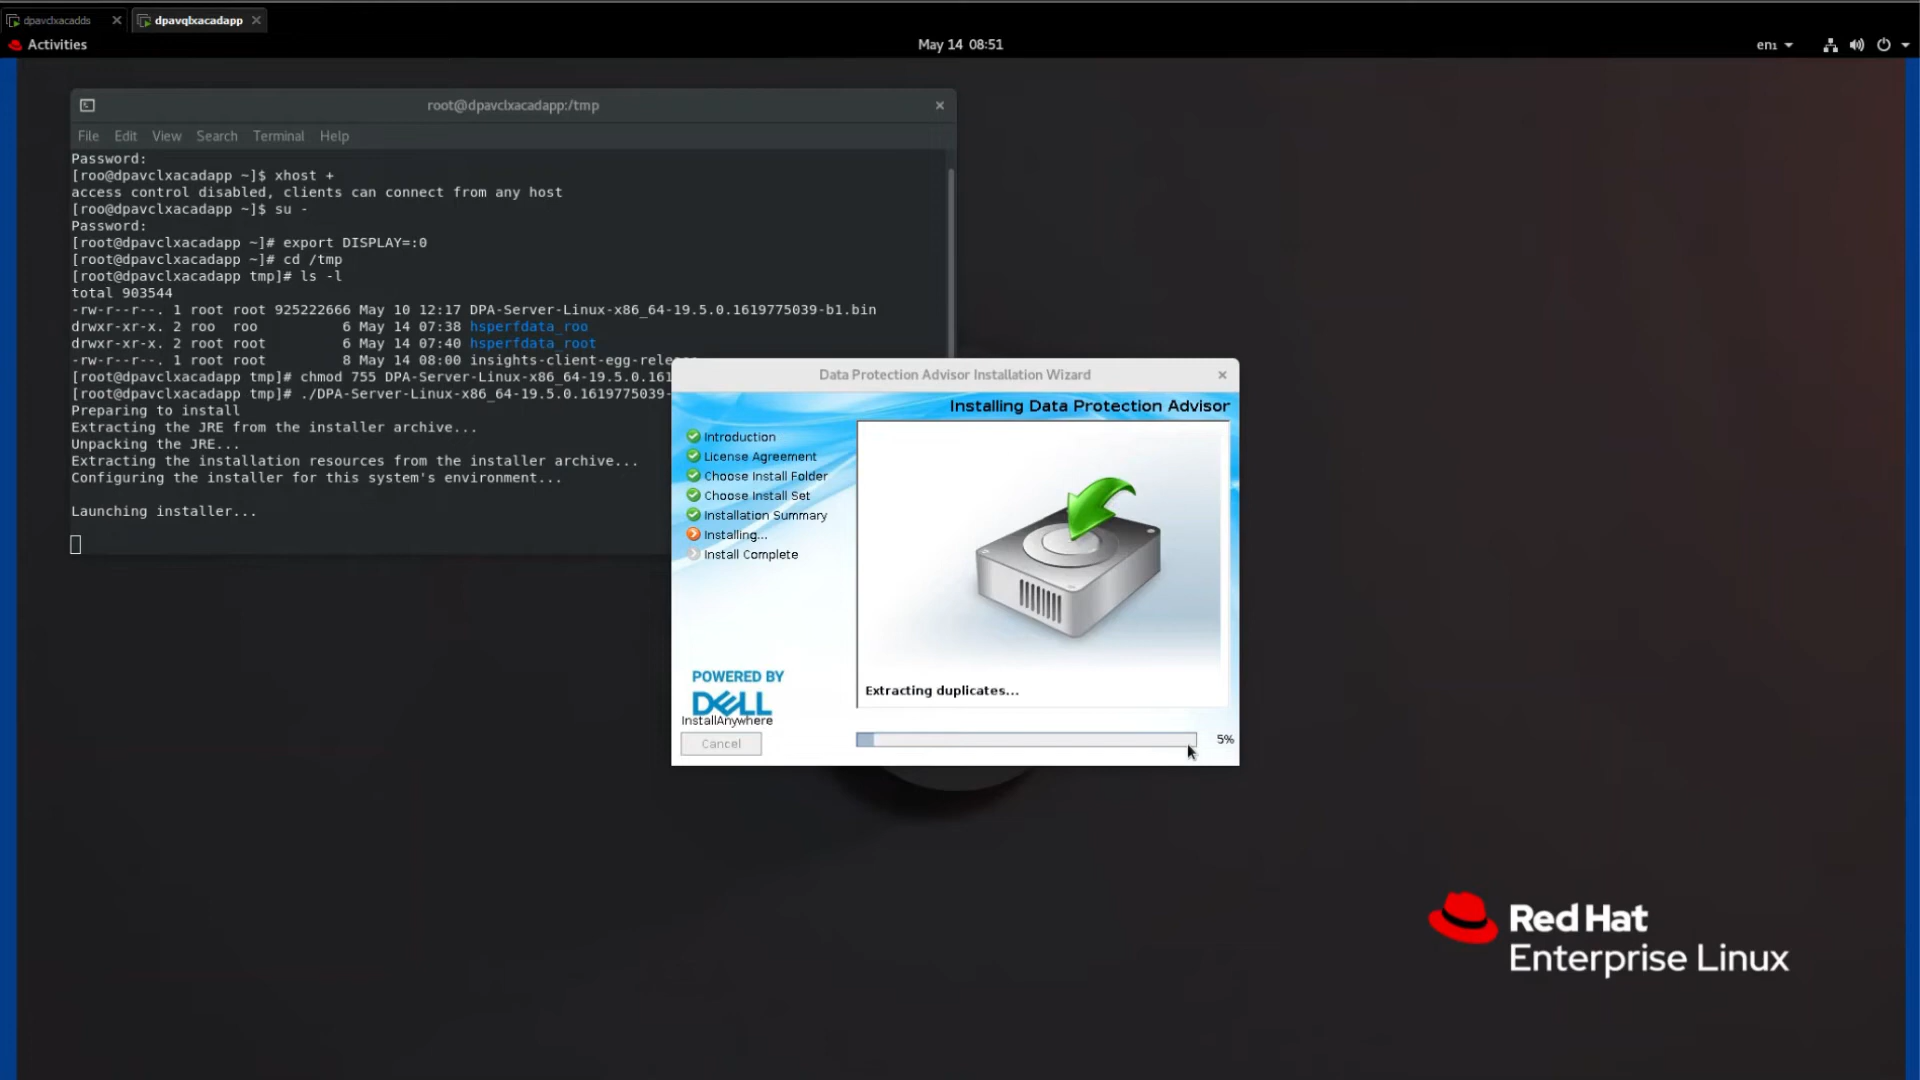 dpavclxacadds
dpavqlxacadapp
Activities
May 14 08:51
en₁
root@dpavclxacadapp:/tmp
File Edit View Search Terminal Help
Password:
[roo@dpavclxacadapp ~]$ xhost +
access control disabled, clients can connect from any host
[roo@dpavclxacadapp ~]$ su -
Password:
[root@dpavclxacadapp ~]# export DISPLAY=:0
[root@dpavclxacadapp ~]# cd /tmp
[root@dpavclxacadapp tmp]# ls -l
total 903544
-rw-r--r--. 1 root root 925222666 May 10 12:17 DPA-Server-Linux-x86_64-19.5.0.1619775039-b1.bin
drwxr-xr-x. 2 roo  roo          6 May 14 07:38 hsperfdata_roo
drwxr-xr-x. 2 root root         6 May 14 07:40 hsperfdata_root
-rw-r--r--. 1 root root         8 May 14 08:00 insights-client-egg-release
[root@dpavclxacadapp tmp]# chmod 755 DPA-Server-Linux-x86_64-19.5.0.161
[root@dpavclxacadapp tmp]# ./DPA-Server-Linux-x86_64-19.5.0.1619775039-
Preparing to install
Extracting the JRE from the installer archive...
Unpacking the JRE...
Extracting the installation resources from the installer archive...
Configuring the installer for this system's environment...
Launching installer...
Data Protection Advisor Installation Wizard
Installing Data Protection Advisor
Introduction
License Agreement
Choose Install Folder
Choose Install Set
Installation Summary
Installing...
Install Complete
POWERED BY
DELL
Extracting duplicates...
InstallAnywhere
Cancel
5%
Red Hat
Enterprise Linux